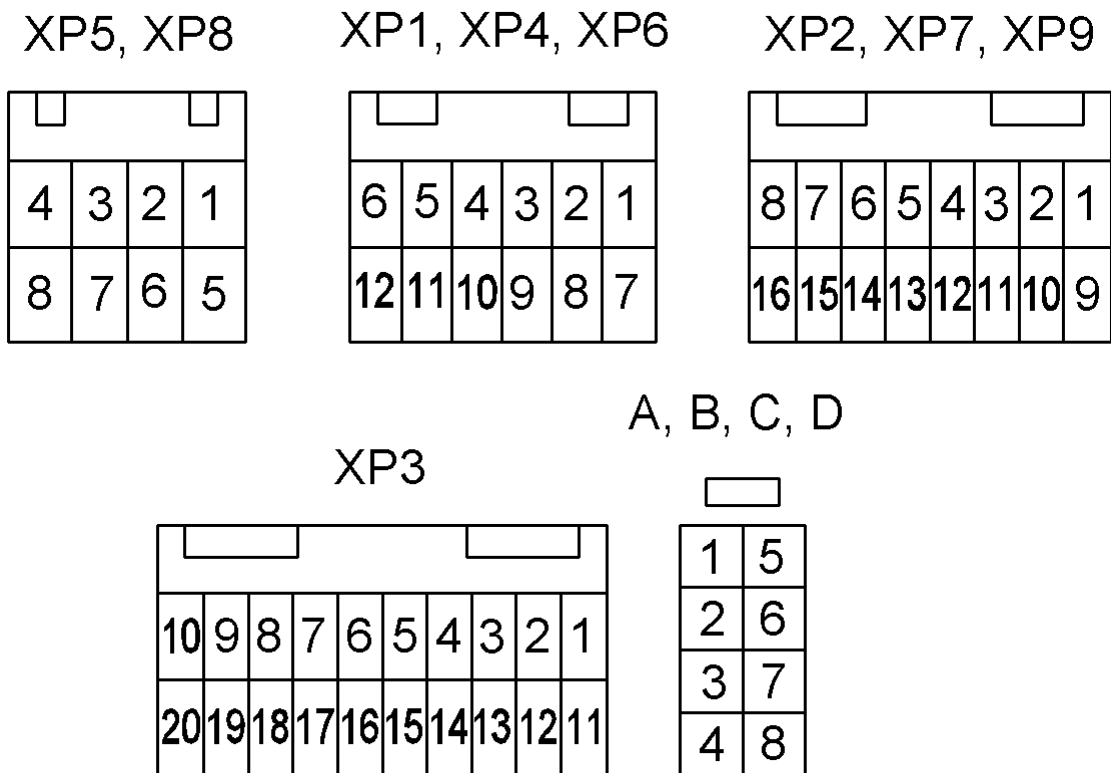 XP5, XP8
4 3 2 1
8 7 6 5
XP1, XP4, XP6
6 5 4 3 2 1
12 11 10 9 8 7
XP2, XP7, XP9
8 7 6 5 4 3 2 1
16 15 14 13 12 11 10 9
XP3
10 9 8 7 6 5 4 3 2 1
20 19 18 17 16 15 14 13 12 11
A, B, C, D
1 5
2 6
3 7
4 8